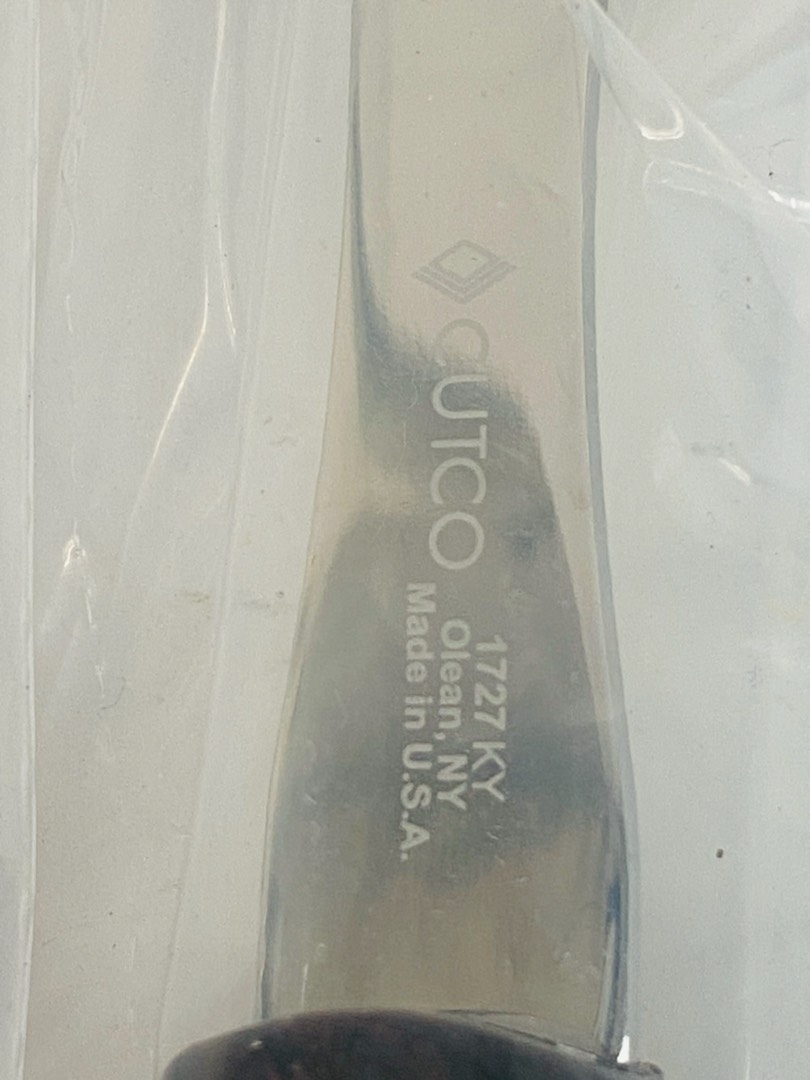 CUTCO
1727 KY
Olean, NY
Made in U.S.A.